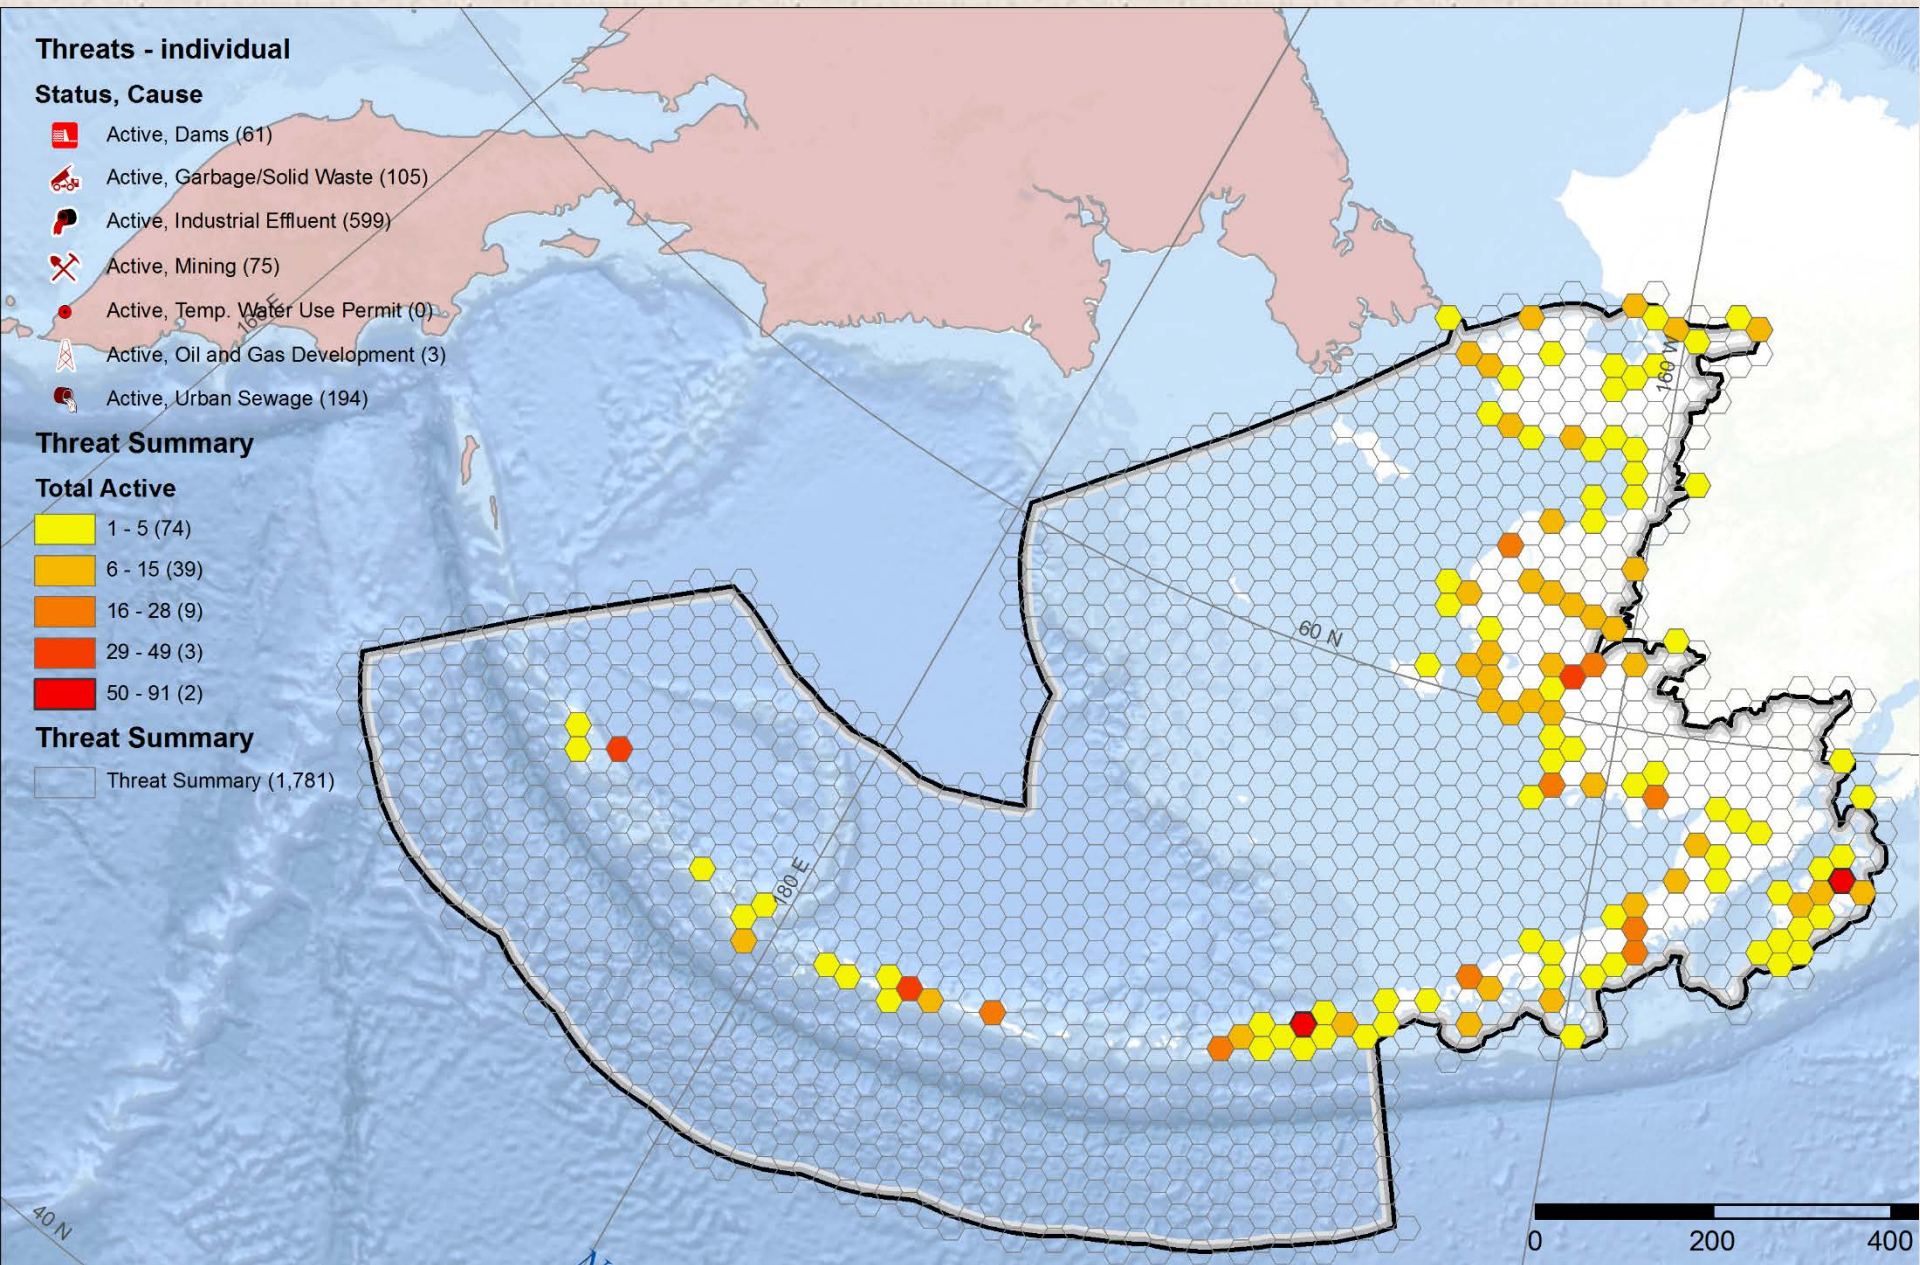 Threats - individual
Status, Cause
Active, Dams (61)
Active, Garbage/Solid Waste (105)
Active, Industrial Effluent (599)
Active, Mining (75)
Active, Temp. Water Use Permit (0)
Active, Oil and Gas Development (3)
Active, Urban Sewage (194)
Threat Summary
Total Active
1 - 5 (74)
6 - 15 (39)
16 - 28 (9)
29 - 49 (3)
50 - 91 (2)
Threat Summary
Threat Summary (1,781)
160 W
60 N
180 E
40 N
0 200 400